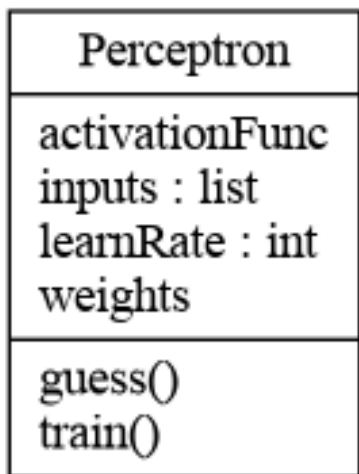 Perceptron
activationFunc
inputs : list
learnRate : int
weights
guess()
train()